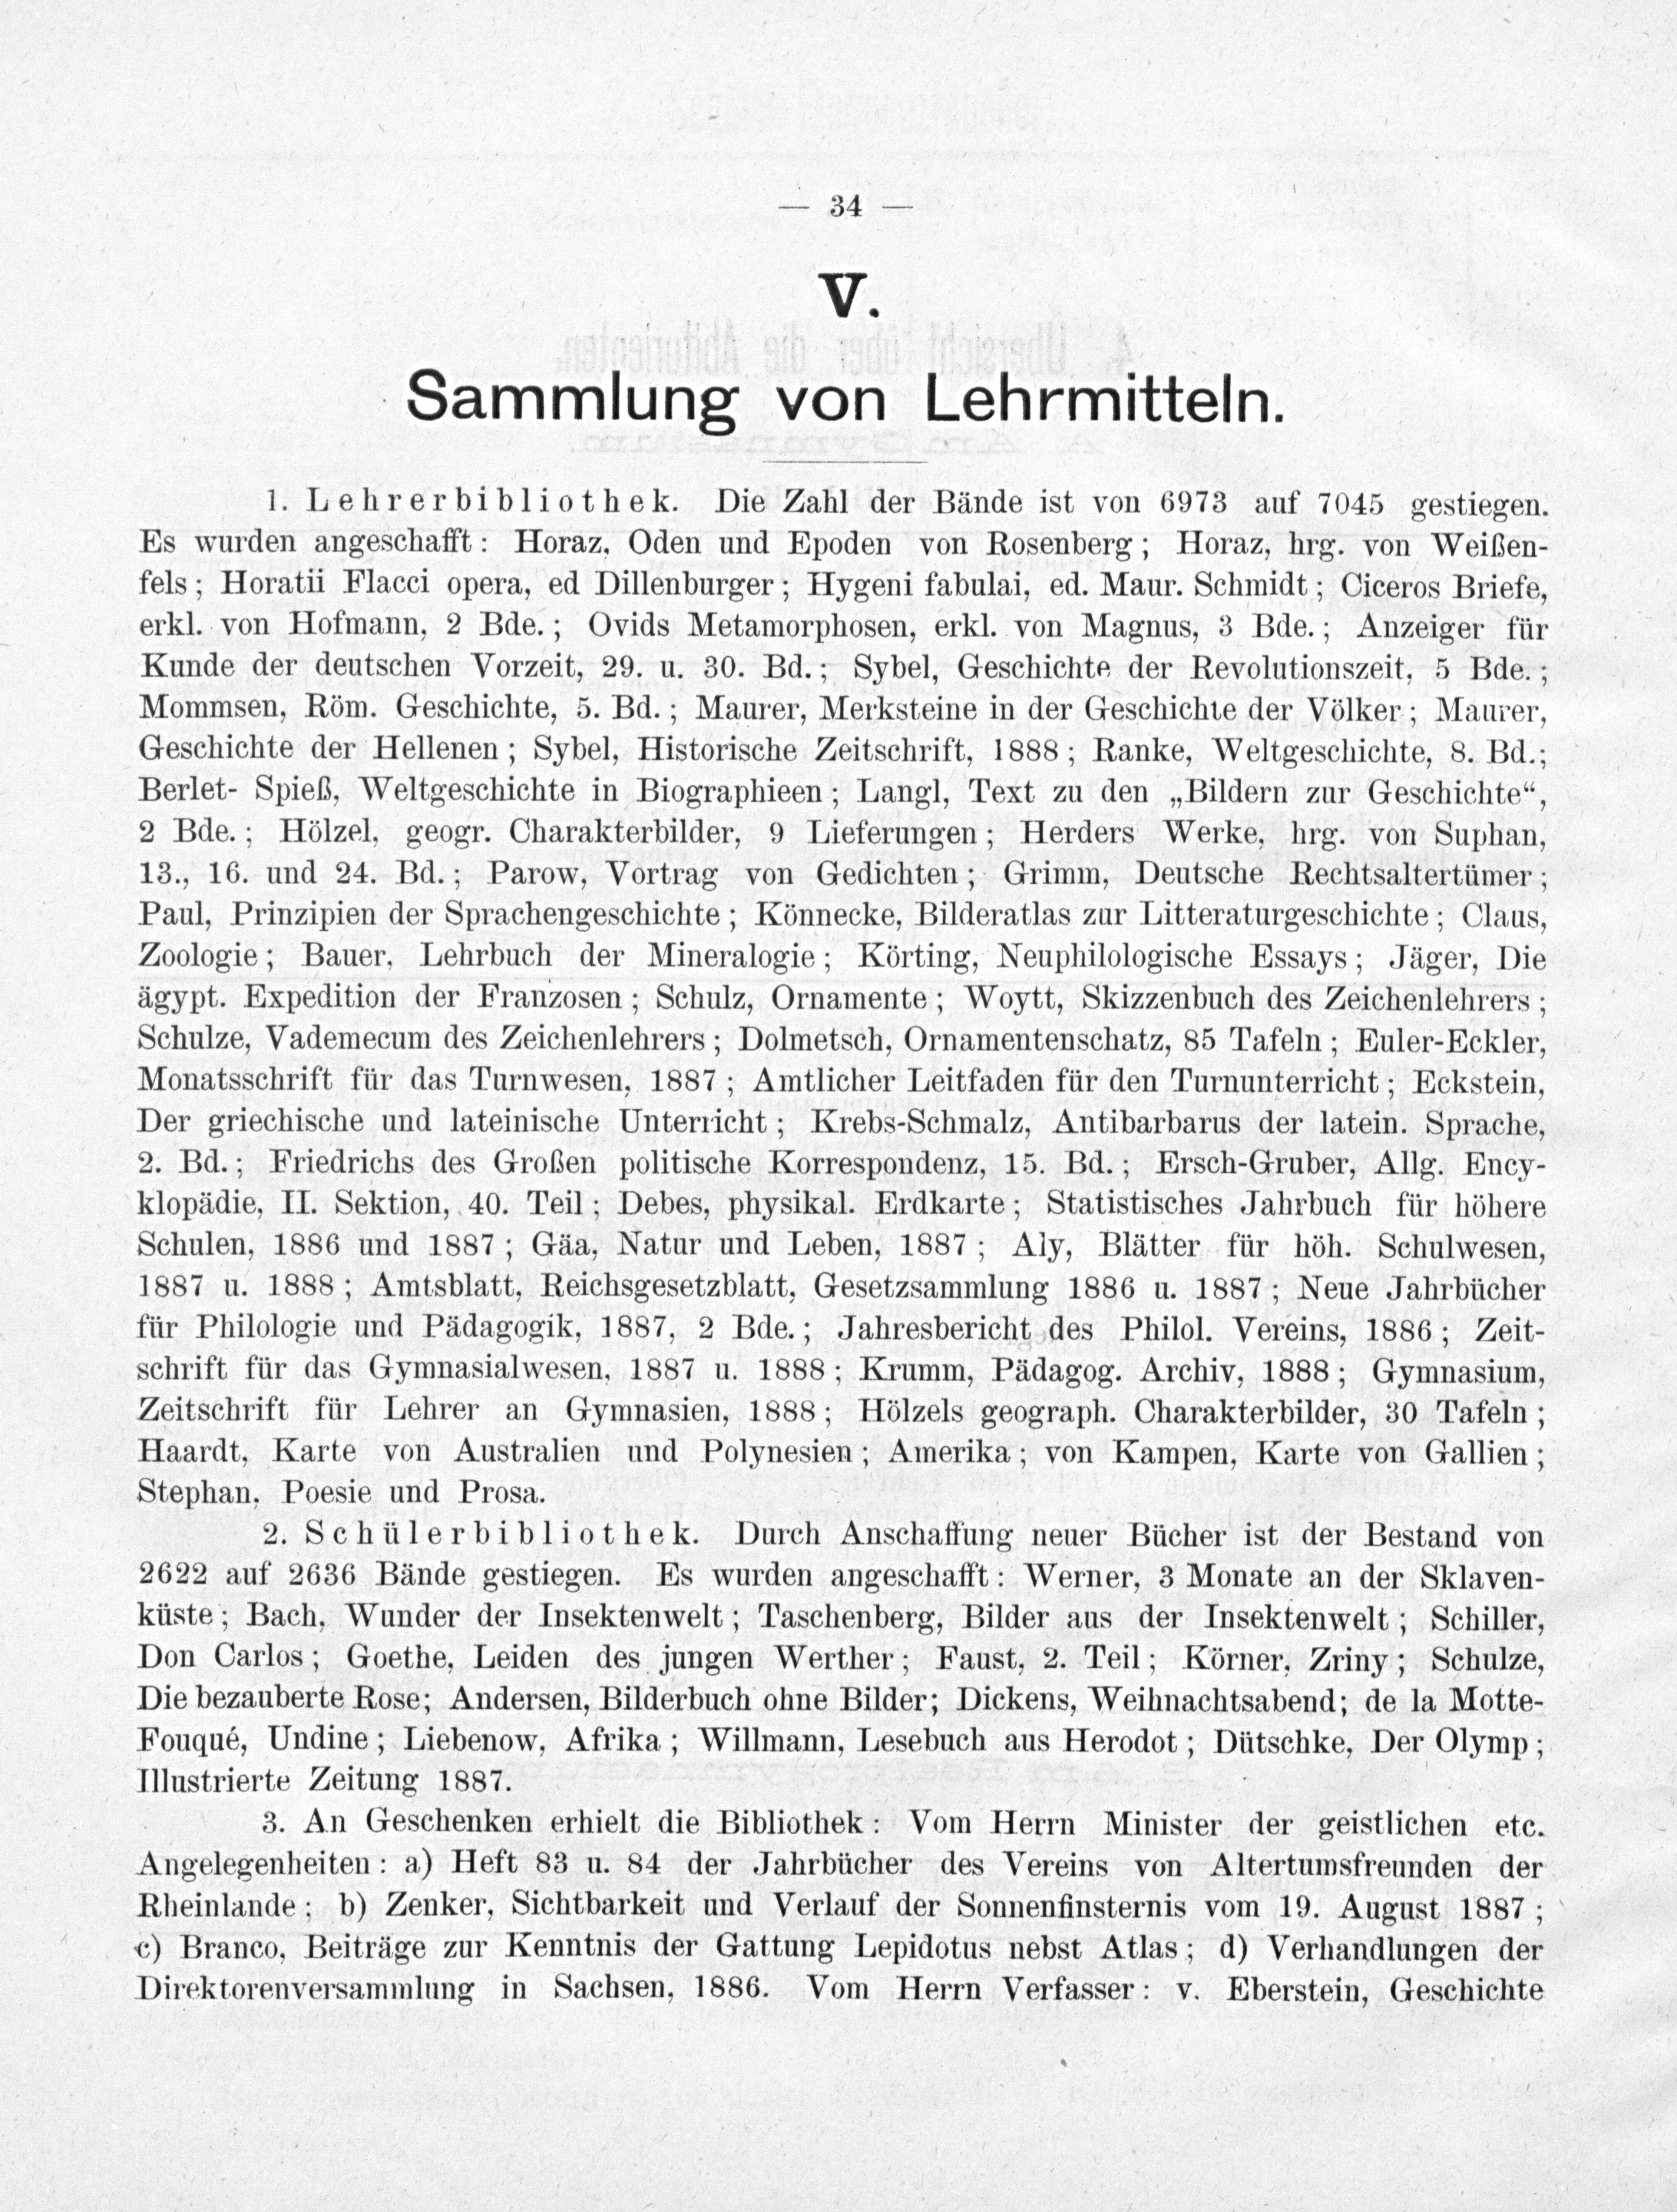 — 34 —
V.
Sammlung von Lehrmitteln.
1. Lehrerbibliothek. Die Zahl der Bände ist von 6973 auf 7045 gestiegen.
Es wurden angeschafft: Horaz, Oden und Epoden von Rosenberg; Horaz, hrg. von Weißen-
fels; Horatii Flacci opera, ed Dillenburger; Hygeni fabulai, ed. Maur. Schmidt; Ciceros Briefe,
erkl. von Hofmann, 2 Bde.; Ovids Metamorphosen, erkl. von Magnus, 3 Bde.; Anzeiger für
Kunde der deutschen Vorzeit, 29. u. 30. Bd.; Sybel, Geschichte der Revolutionszeit, 5 Bde.;
Mommsen, Röm. Geschichte, 5. Bd.; Maurer, Merksteine in der Geschichte der Völker; Maurer,
Geschichte der Hellenen; Sybel, Historische Zeitschrift, 1888; Ranke, Weltgeschichte, 8. Bd.;
Berlet- Spieß, Weltgeschichte in Biographieen; Langl, Text zu den „Bildern zur Geschichte“,
2 Bde.; Hölzel, geogr. Charakterbilder, 9 Lieferungen; Herders Werke, hrg. von Suphan,
13., 16. und 24. Bd.; Parow, Vortrag von Gedichten; Grimm, Deutsche Rechtsaltertümer;
Paul, Prinzipien der Sprachengeschichte; Könnecke, Bilderatlas zur Litteraturgeschichte; Claus,
Zoologie; Bauer, Lehrbuch der Mineralogie; Körting, Neuphilologische Essays; Jäger, Die
ägypt. Expedition der Franzosen; Schulz, Ornamente; Woytt, Skizzenbuch des Zeichenlehrers;
Schulze, Vademecum des Zeichenlehrers; Dolmetsch, Ornamentenschatz, 85 Tafeln; Euler-Eckler,
Monatsschrift für das Turnwesen, 1887; Amtlicher Leitfaden für den Turnunterricht; Eckstein,
Der griechische und lateinische Unterricht; Krebs-Schmalz, Antibarbarus der latein. Sprache,
2. Bd.; Friedrichs des Großen politische Korrespondenz, 15. Bd.; Ersch-Gruber, Allg. Ency-
klopädie, II. Sektion, 40. Teil; Debes, physikal. Erdkarte; Statistisches Jahrbuch für höhere
Schulen, 1886 und 1887; Gäa, Natur und Leben, 1887; Aly, Blätter für höh. Schulwesen,
1887 u. 1888; Amtsblatt, Reichsgesetzblatt, Gesetzsammlung 1886 u. 1887; Neue Jahrbücher
für Philologie und Pädagogik, 1887, 2 Bde.; Jahresbericht des Philol. Vereins, 1886; Zeit-
schrift für das Gymnasialwesen, 1887 u. 1888; Krumm, Pädagog. Archiv, 1888; Gymnasium,
Zeitschrift für Lehrer an Gymnasien, 1888; Hölzels geograph. Charakterbilder, 30 Tafeln;
Haardt, Karte von Australien und Polynesien; Amerika; von Kampen, Karte von Gallien;
Stephan, Poesie und Prosa.
2. Schülerbibliothek. Durch Anschaffung neuer Bücher ist der Bestand von
2622 auf 2636 Bände gestiegen. Es wurden angeschafft: Werner, 3 Monate an der Sklaven-
küste; Bach, Wunder der Insektenwelt; Taschenberg, Bilder aus der Insektenwelt; Schiller,
Don Carlos; Goethe, Leiden des jungen Werther; Faust, 2. Teil; Körner, Zriny; Schulze,
Die bezauberte Rose; Andersen, Bilderbuch ohne Bilder; Dickens, Weihnachtsabend; de la Motte-
Fouqué, Undine; Liebenow, Afrika; Willmann, Lesebuch aus Herodot; Dütschke, Der Olymp;
Illustrierte Zeitung 1887.
3. An Geschenken erhielt die Bibliothek: Vom Herrn Minister der geistlichen etc.
Angelegenheiten: a) Heft 83 u. 84 der Jahrbücher des Vereins von Altertumsfreunden der
Rheinlande; b) Zenker, Sichtbarkeit und Verlauf der Sonnenfinsternis vom 19. August 1887;
c) Branco, Beiträge zur Kenntnis der Gattung Lepidotus nebst Atlas; d) Verhandlungen der
Direktorenversammlung in Sachsen, 1886. Vom Herrn Verfasser: v. Eberstein, Geschichte